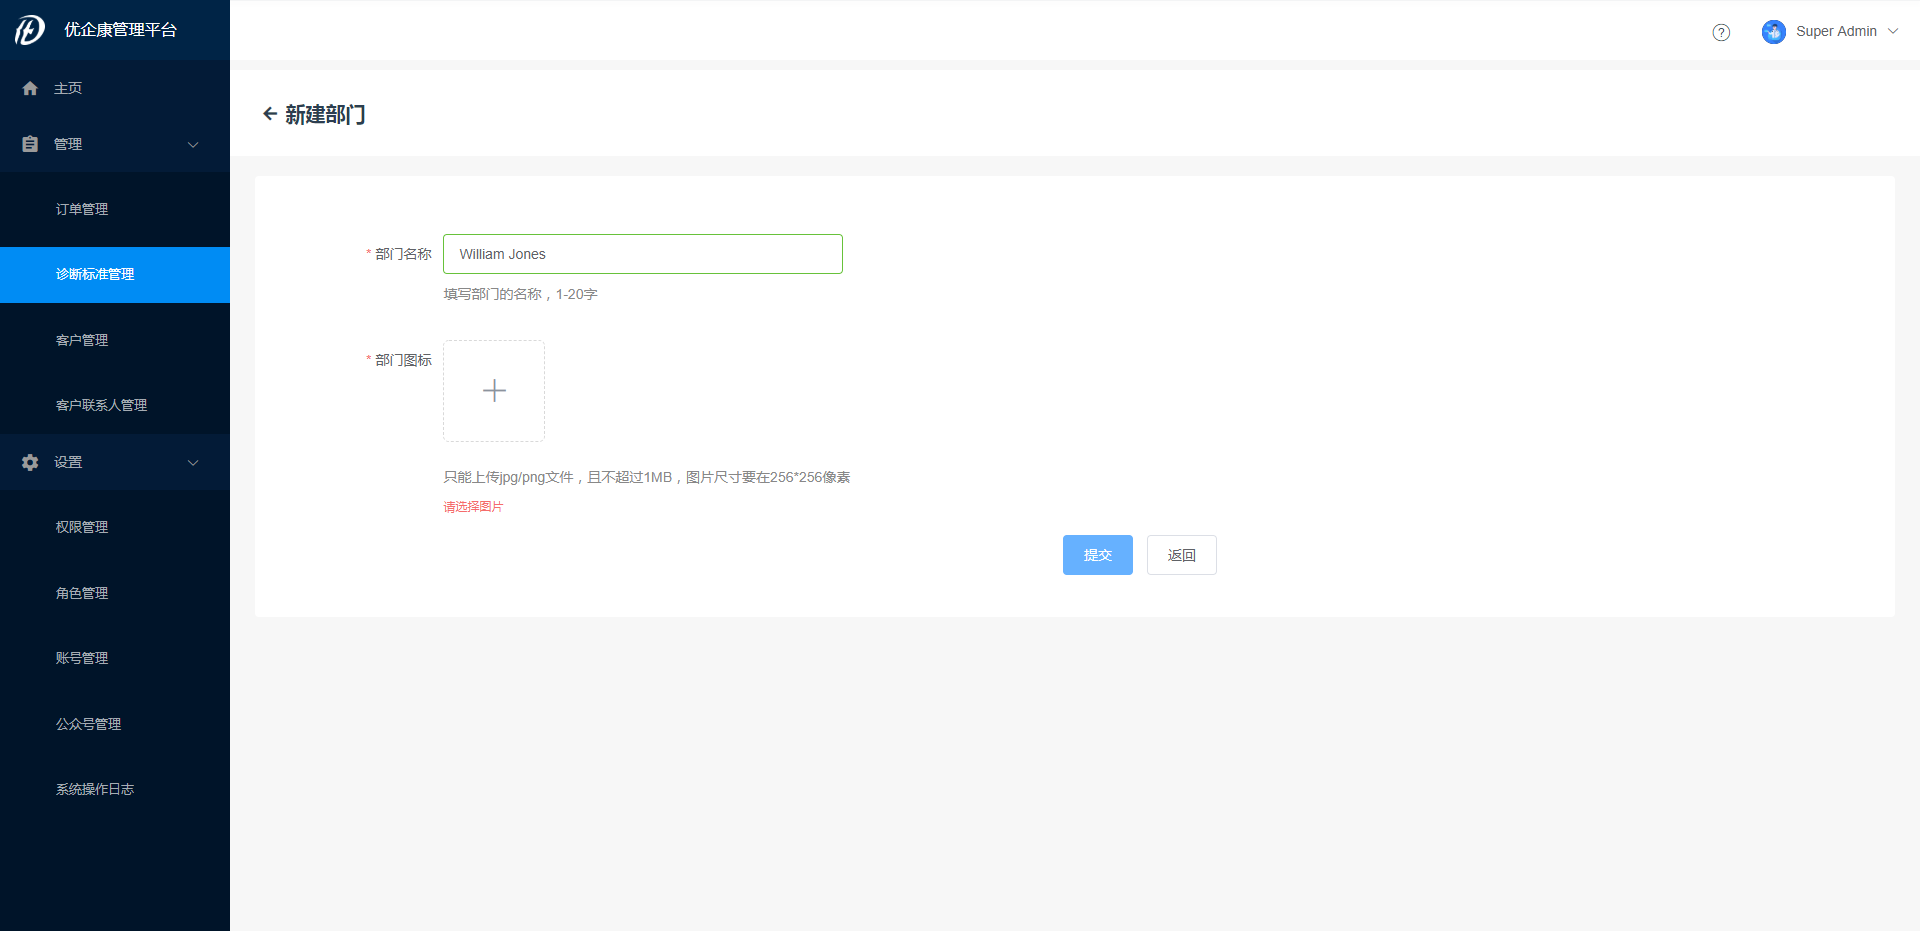 优企康管理平台
Super Admin
主页
管理
订单管理
诊断标准管理
客户管理
客户联系人管理
设置
权限管理
角色管理
账号管理
公众号管理
系统操作日志
新建部门
* 部门名称
William Jones
填写部门的名称，1-20字
* 部门图标
只能上传jpg/png文件，且不超过1MB，图片尺寸要在256*256像素
请选择图片
提交
返回